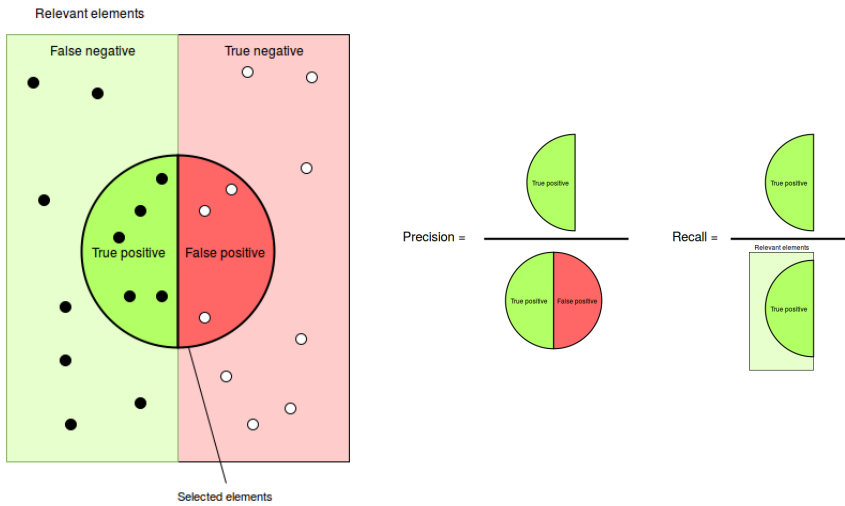 Relevant elements
False negative
True negative
True positive
False positive
Selected elements
Precision =
True positive
True positive
False positive
Recall =
True positive
Relevant elements
True positive